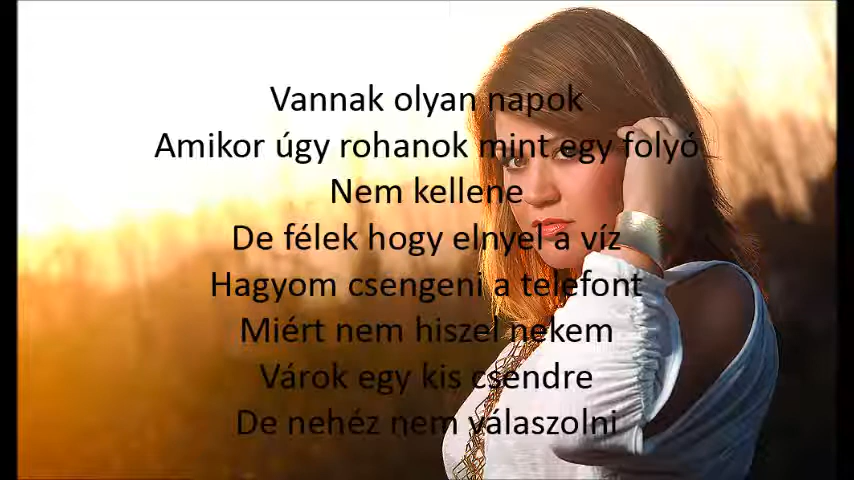 Vannak olyan napok
Amikor úgy rohanok mint egy folyó
Nem kellene
De félek hogy elnyel a víz
Hagyom csengeni a telefont
Miért nem hiszel nekem
Várok egy kis csendre
De nehéz nem válaszolni